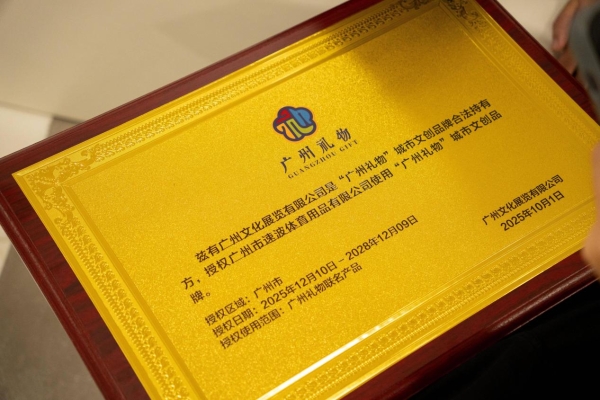 广州礼物
GUANGZHOU GIFT
兹有广州文化展览有限公司是“广州礼物”城市文创品牌合法持有
方，授权广州市速波体育用品有限公司使用“广州礼物”城市文创品
牌。
授权区域：广州市
授权日期：2025年12月10日－2028年12月09日
授权使用范围：广州礼物联名产品
广州文化展览有限公司
2025年10月1日